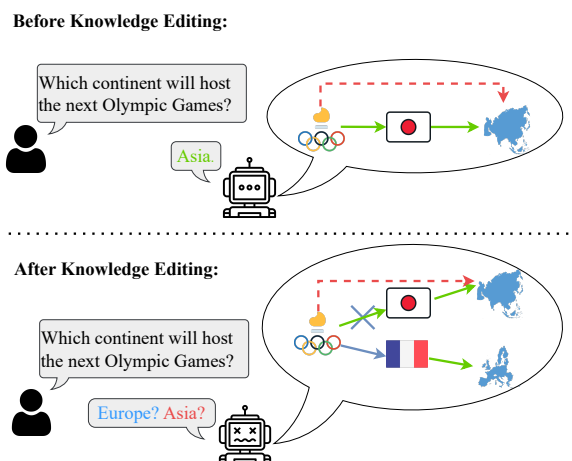 Before Knowledge Editing:
Which continent will host
the next Olympic Games?
Asia.
After Knowledge Editing:
Which continent will host
the next Olympic Games?
Europe? Asia?